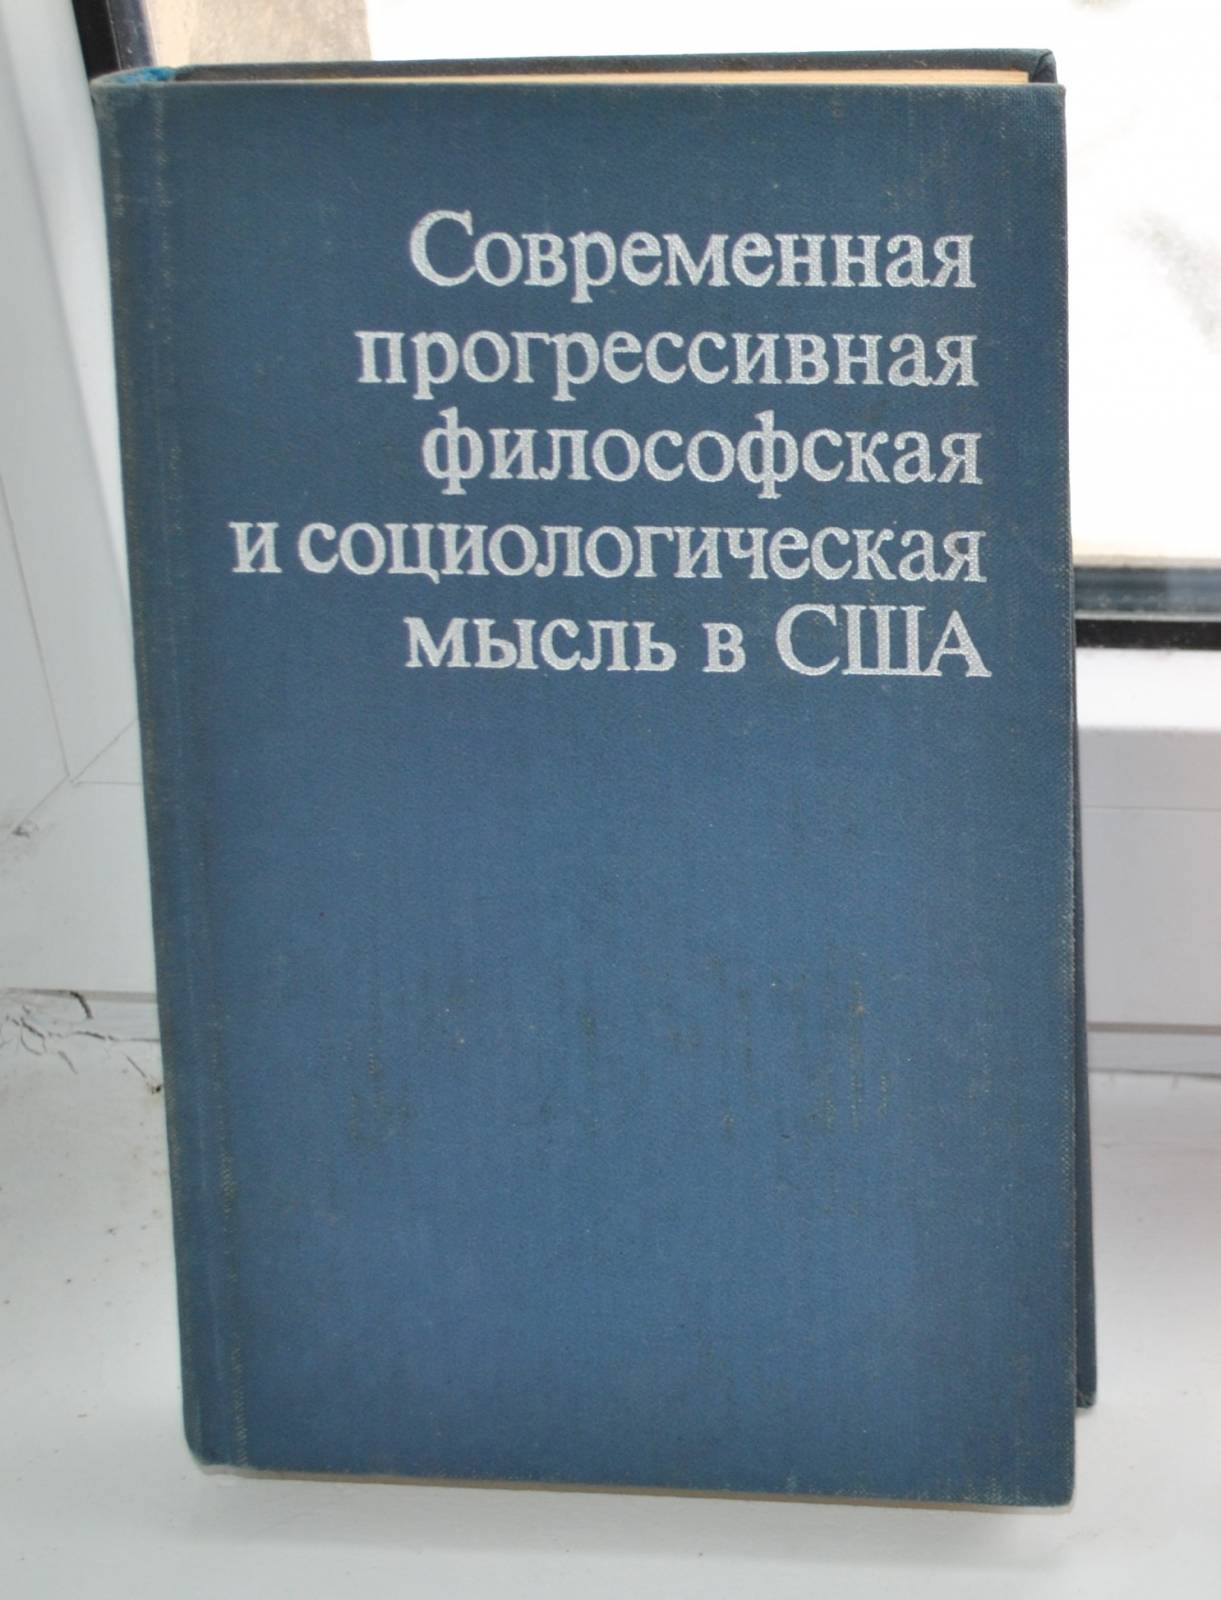 Современная
прогрессивная
философская
и социологическая
мысль в США